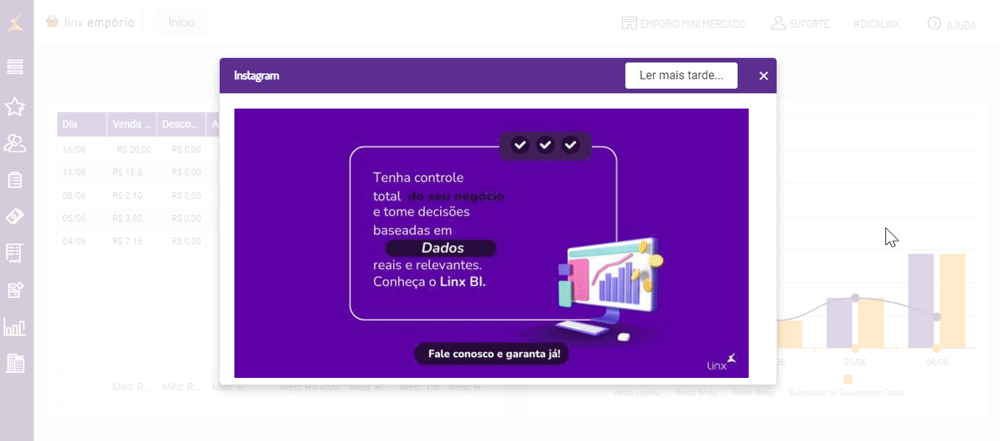 linx empório
Inicio
EMPORIO MINI MERCADO
SUPORTE
#DICALINX
AJUDA
Instagram
Ler mais tarde...
Tenha controle
total do seu negócio
e tome decisões
baseadas em
Dados
reais e relevantes.
Conheça o Linx BI.
Fale conosco e garanta já!
linx
Dia Venda ... Desco... A
16/06 R$ 20,00 R$ 0,00
11/06 R$ 15.8... R$ 0,00
08/06 R$ 2.10... R$ 0,00
05/06 R$ 3.82... R$ 0,00
04/06 R$ 7.16... R$ 0,00
Méd: R... Méd: R... Méd: R... Méd: R$ 0,00 Méd: R... Méd: 1,6 Méd: R...
06 05/06 04/06
Venda Líquida Venda Bruta Ticket Médio Quantidade de Documentos Fiscais